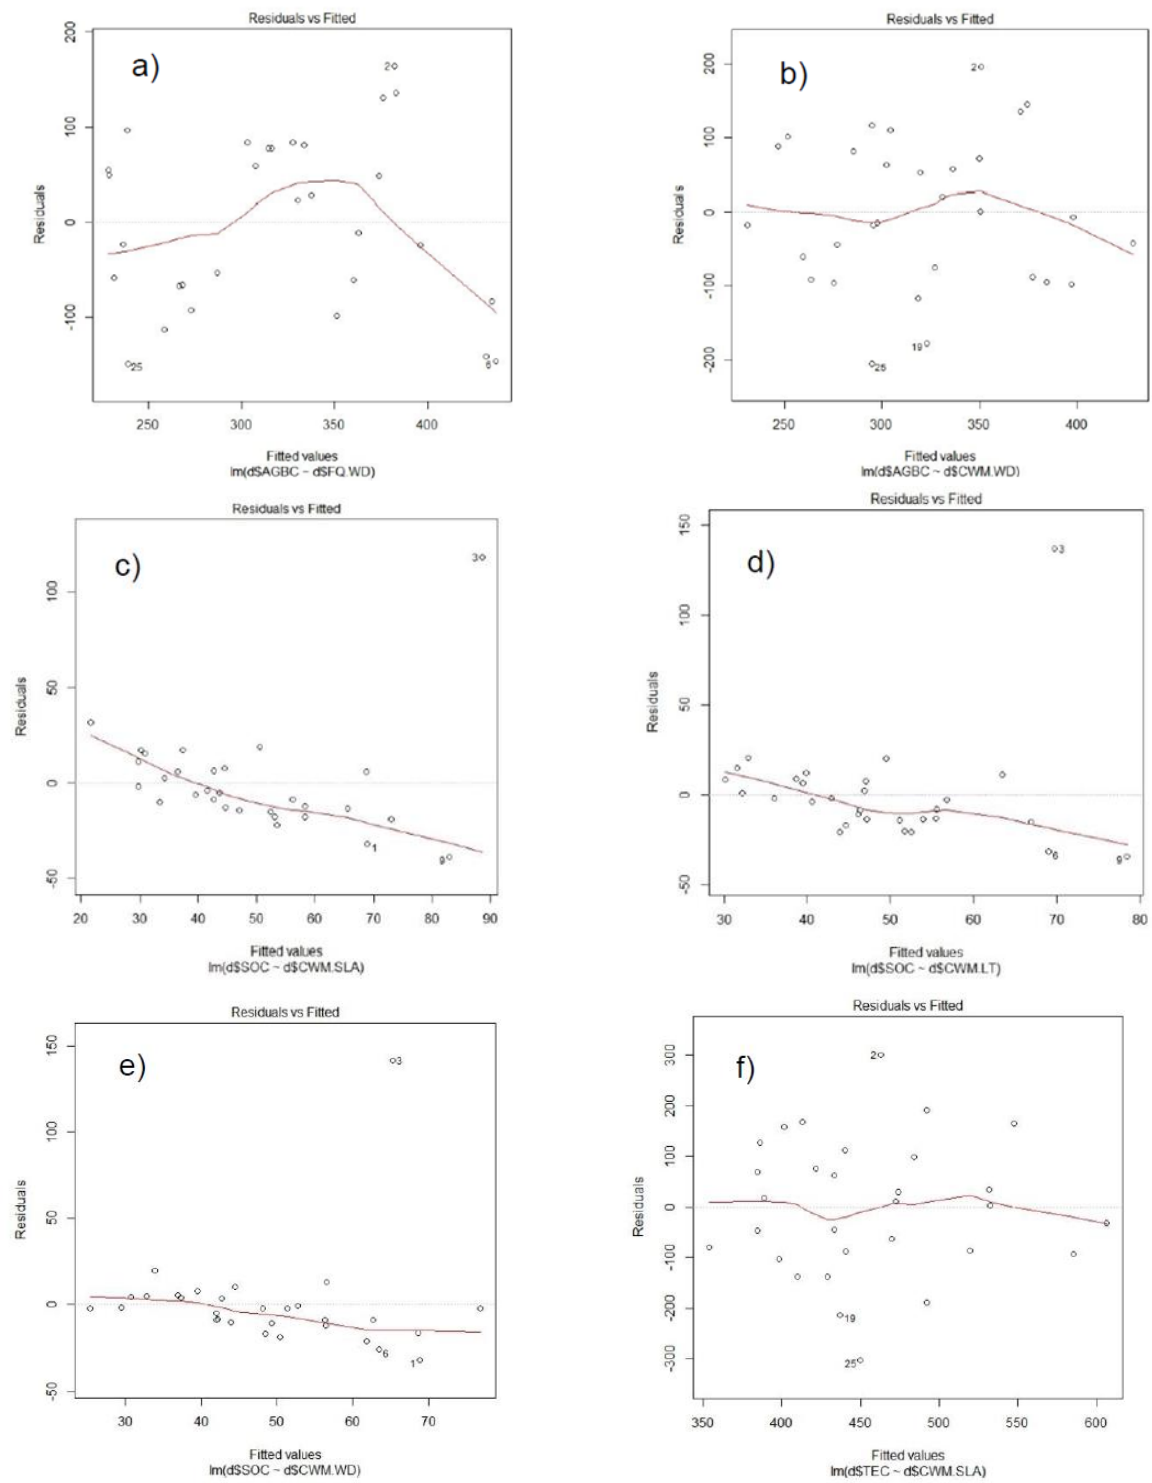 Residuals vs Fitted
a)
200
100
0
-100
Residuals
2
25
6
250
300
350
400
Fitted values
lm(d$AGBC ~ d$FQ.WD)
Residuals vs Fitted
b)
200
100
0
-100
-200
Residuals
2
19
25
250
300
350
400
Fitted values
lm(d$AGBC ~ d$CWM.WD)
Residuals vs Fitted
c)
100
50
0
-50
Residuals
3
1
9
20
30
40
50
60
70
80
90
Fitted values
lm(d$SOC ~ d$CWM.SLA)
Residuals vs Fitted
d)
150
100
50
0
-50
Residuals
3
6
9
30
40
50
60
70
80
Fitted values
lm(d$SOC ~ d$CWM.LT)
Residuals vs Fitted
e)
150
100
50
0
-50
Residuals
3
6
1
30
40
50
60
70
Fitted values
lm(d$SOC ~ d$CWM.WD)
Residuals vs Fitted
f)
300
200
100
0
-100
-200
-300
Residuals
2
19
25
350
400
450
500
550
600
Fitted values
lm(d$TEC ~ d$CWM.SLA)